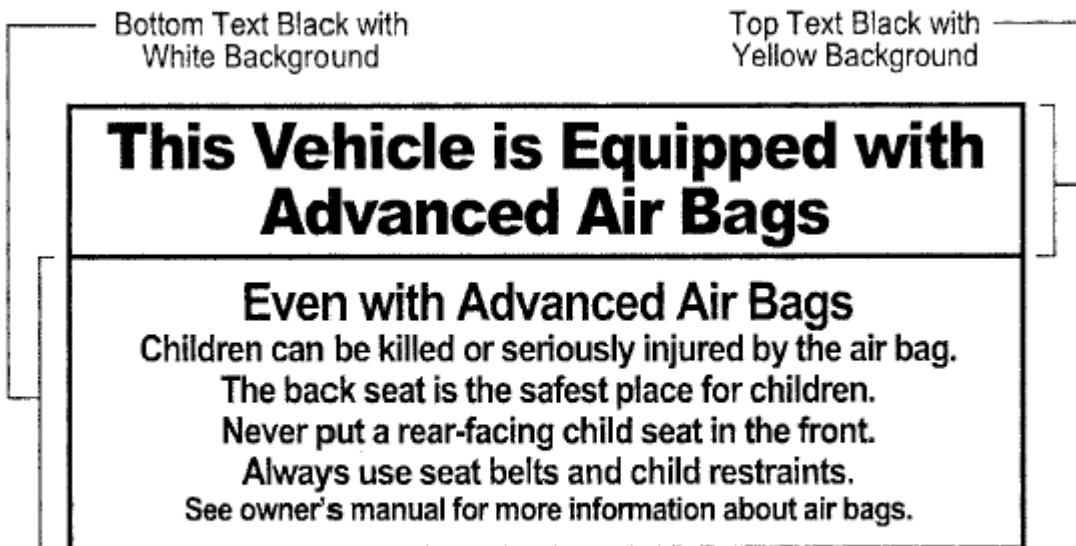 Bottom Text Black with
White Background
Top Text Black with
Yellow Background
This Vehicle is Equipped with
Advanced Air Bags
Even with Advanced Air Bags
Children can be killed or seriously injured by the air bag.
The back seat is the safest place for children.
Never put a rear-facing child seat in the front.
Always use seat belts and child restraints.
See owner's manual for more information about air bags.